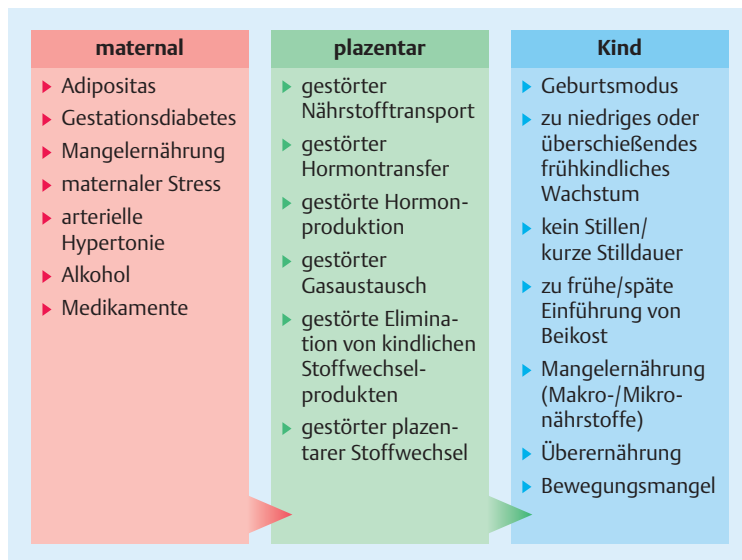 maternal
Adipositas
Gestationsdiabetes
Mangelernährung
maternaler Stress
arterielle
Hypertonie
Alkohol
Medikamente
plazentar
gestörter
Nährstofftransport
gestörter
Hormontransfer
gestörte Hormon-
produktion
gestörter
Gasaustausch
gestörte Elimina-
tion von kindlichen
Stoffwechsel-
produkten
gestörter plazen-
tarer Stoffwechsel
Kind
Geburtsmodus
zu niedriges oder
überschießendes
frühkindliches
Wachstum
kein Stillen/
kurze Stilldauer
zu frühe/späte
Einführung von
Beikost
Mangelernährung
(Makro-/Mikro-
nährstoffe)
Überernährung
Bewegungsmangel